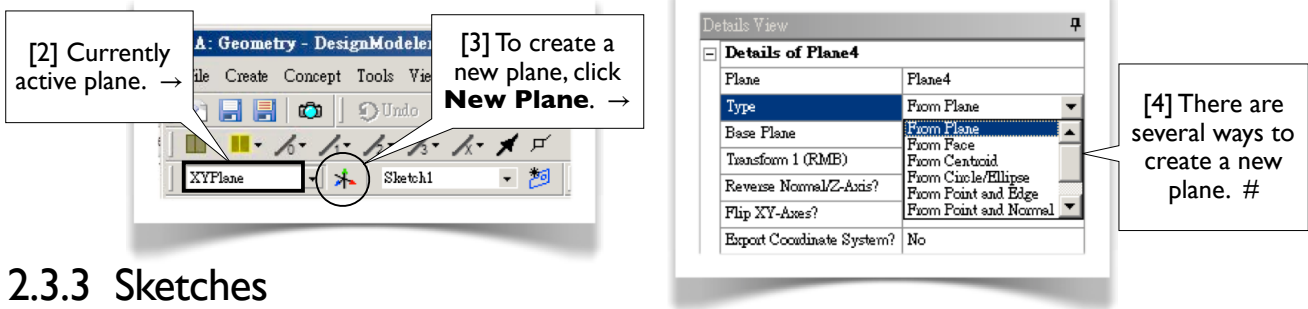 [2] Currently
active plane. →
A: Geometry - DesignModeler
File Create Concept Tools Vie
Undo
XYPlane
Sketch1
[3] To create a
new plane, click
New Plane. →
Details View
Details of Plane4
Plane Plane4
Type From Plane
Base Plane From Plane
From Face
Transform 1 (RMB) From Centroid
Reverse Normal/Z-Axis? From Circle/Ellipse
From Point and Edge
Flip XY-Axes? From Point and Normal
Export Coordinate System? No
[4] There are
several ways to
create a new
plane. #
2.3.3 Sketches